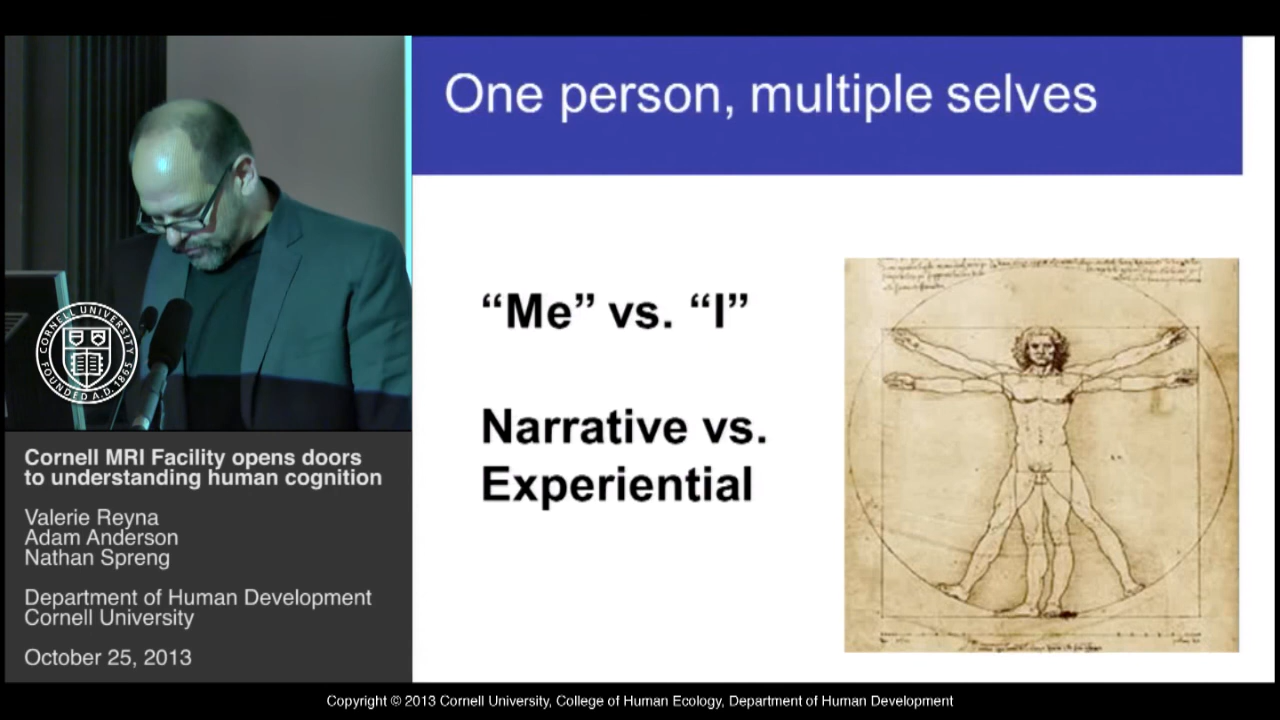 One person, multiple selves
“Me” vs. “I”
Narrative vs.
Experiential
CORNELL UNIVERSITY
FOUNDED A.D. 1865
Cornell MRI Facility opens doors
to understanding human cognition
Valerie Reyna
Adam Anderson
Nathan Spreng
Department of Human Development
Cornell University
October 25, 2013
Copyright © 2013 Cornell University, College of Human Ecology, Department of Human Development